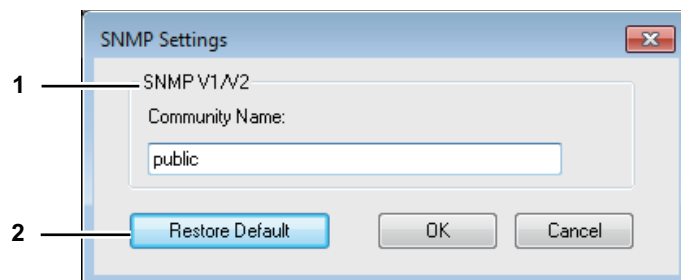 SNMP Settings
1
SNMP V1/V2
Community Name:
public
2
Restore Default
OK
Cancel